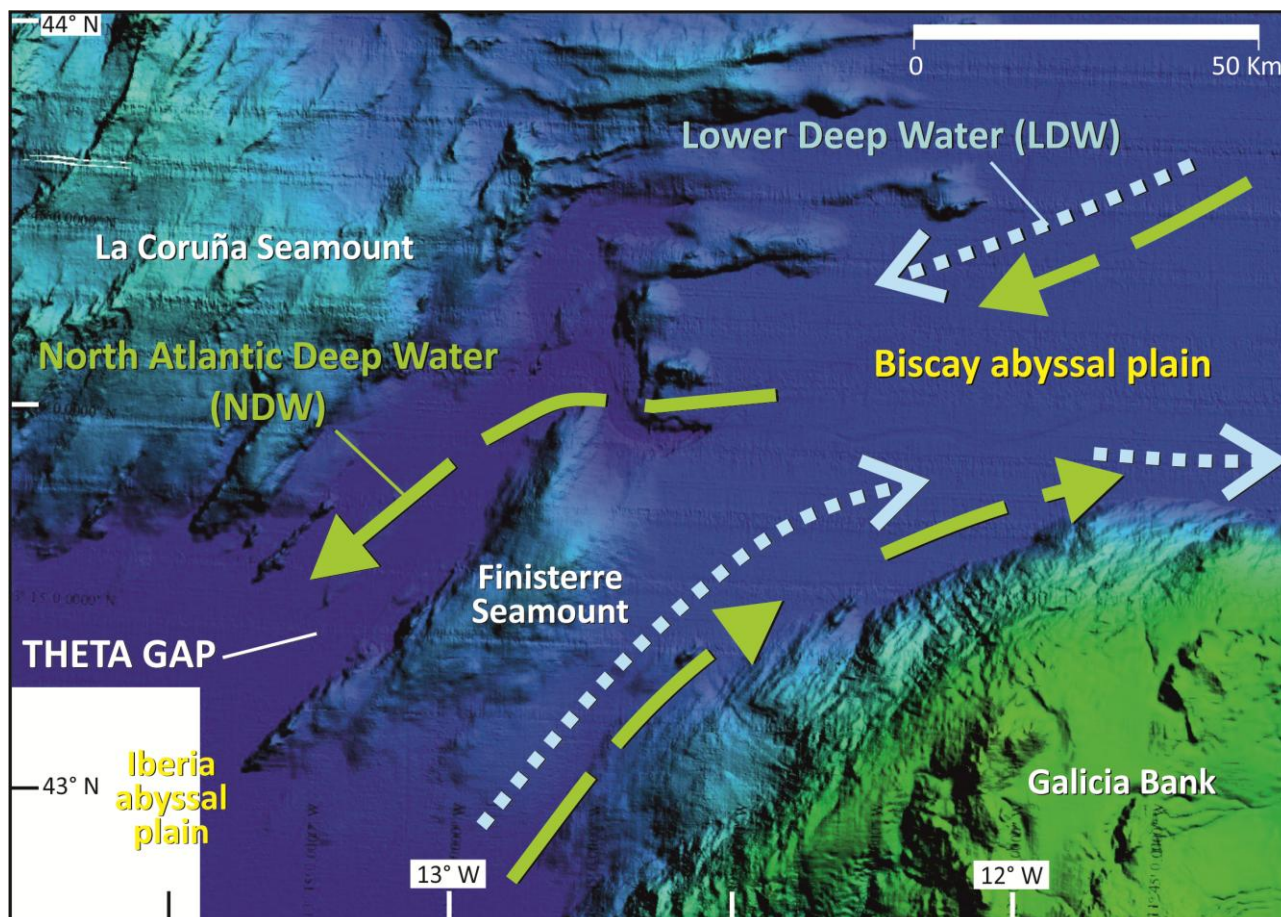 44° N
0 50 Km
Lower Deep Water (LDW)
La Coruña Seamount
North Atlantic Deep Water
(NDW)
Biscay abyssal plain
Finisterre
Seamount
THETA GAP
Iberia
abyssal
plain
43° N
Galicia Bank
13° W
12° W